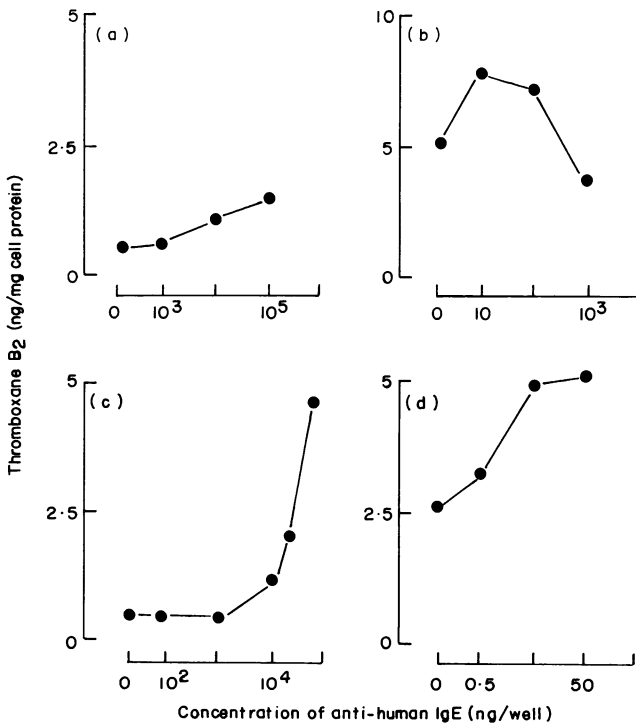 Thromboxane B2 (ng/mg cell protein)
(a)
5
2·5
0
0 10³ 10⁵
(b)
10
5
0
0 10 10³
(c)
5
2·5
0
0 10² 10⁴
(d)
5
2·5
0
0 0·5 50
Concentration of anti-human IgE (ng/well)